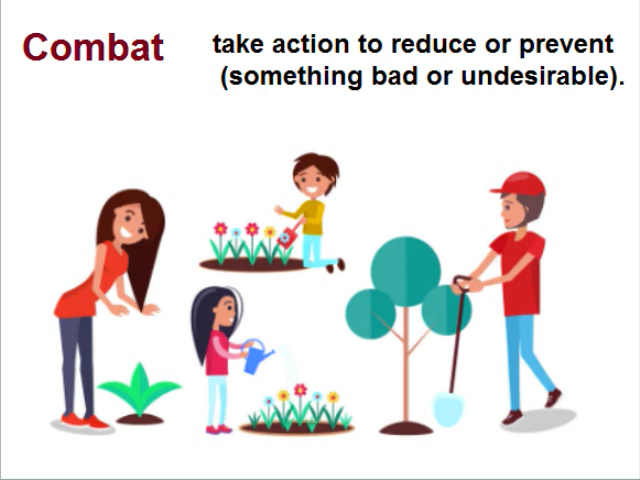 Combat take action to reduce or prevent
(something bad or undesirable).